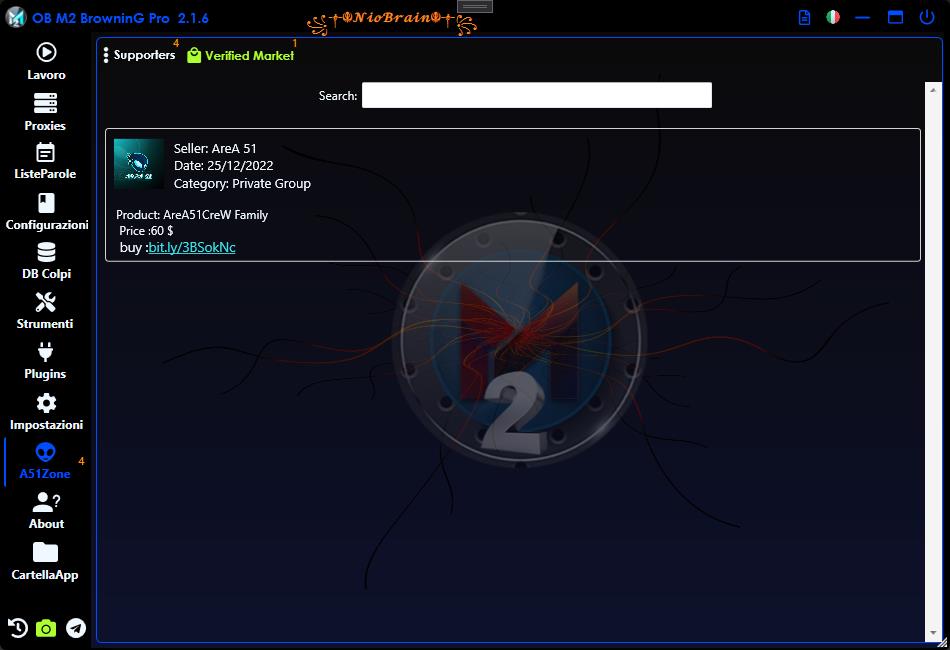 OB M2 BrowninG Pro 2.1.6
NioBrain
Lavoro
Proxies
ListeParole
Configurazioni
DB Colpi
Strumenti
Plugins
Impostazioni
A51Zone
4
About
CartellaApp
Supporters
4
Verified Market
1
Search:
Seller: AreA 51
Date: 25/12/2022
Category: Private Group
Product: AreA51CreW Family
Price :60 $
buy :bit.ly/3BSokNc
M
2